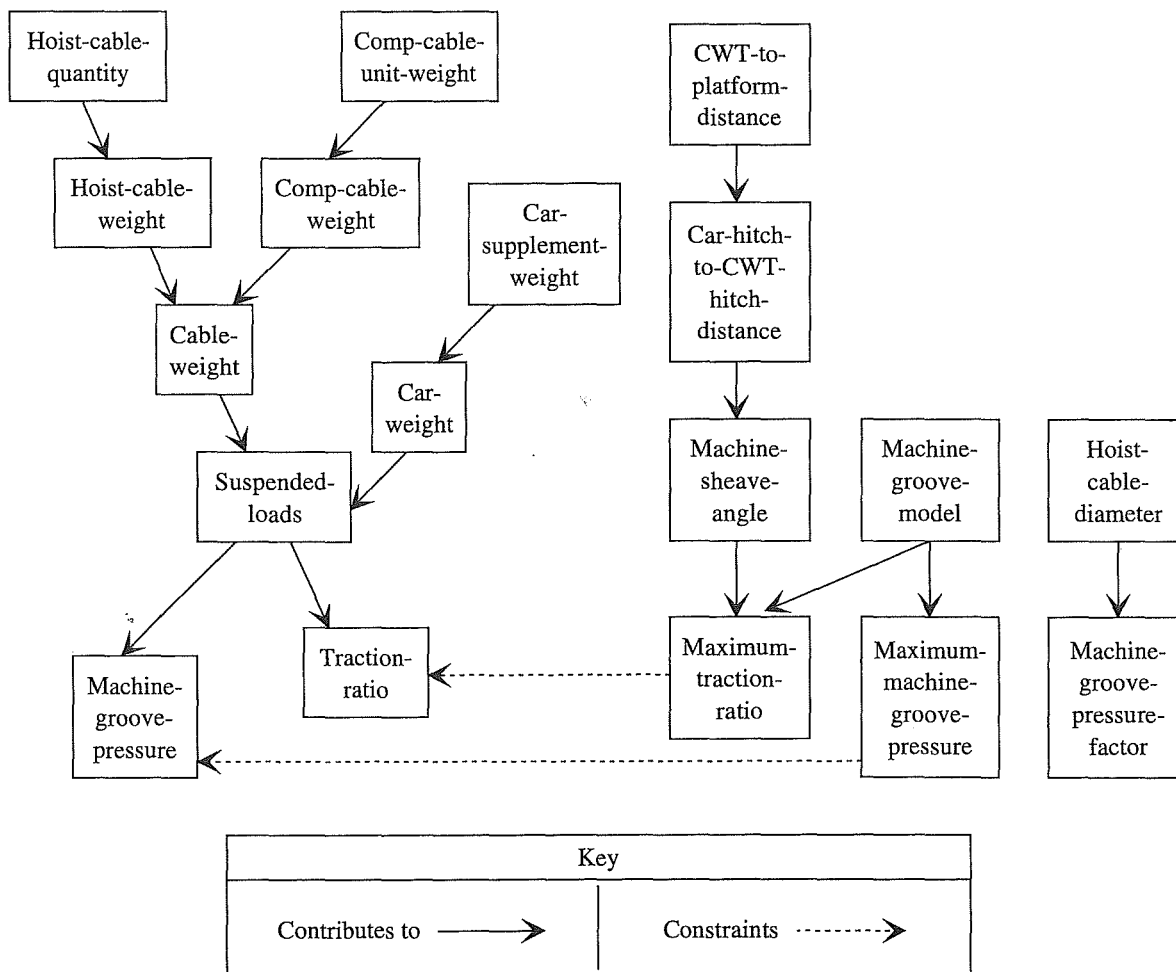 Hoist-cable-
quantity
Comp-cable-
unit-weight
CWT-to-
platform-
distance
Hoist-cable-
weight
Comp-cable-
weight
Car-
supplement-
weight
Car-hitch-
to-CWT-
hitch-
distance
Cable-
weight
Car-
weight
Suspended-
loads
Machine-
sheave-
angle
Machine-
groove-
model
Hoist-
cable-
diameter
Machine-
groove-
pressure
Traction-
ratio
Maximum-
traction-
ratio
Maximum-
machine-
groove-
pressure
Machine-
groove-
pressure-
factor
Key
Contributes to
Constraints